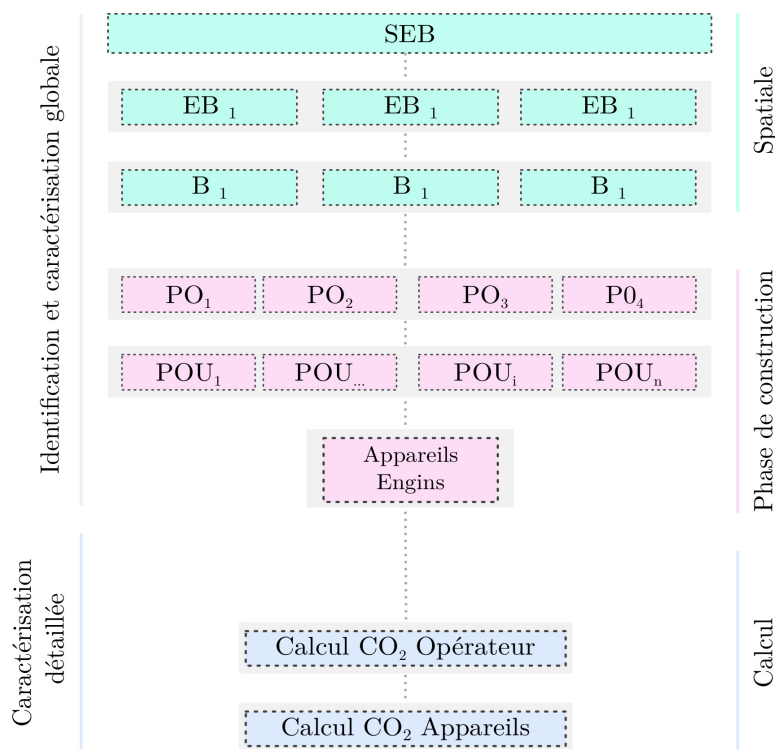 SEB
EB 1 EB 1 EB 1
B 1 B 1 B 1
PO1 PO2 PO3 P04
POU1 POU... POUi POUn
Appareils
Engins
Calcul CO2 Opérateur
Calcul CO2 Appareils
Identification et caractérisation globale
Caractérisation
détaillée
Spatiale
Phase de construction
Calcul